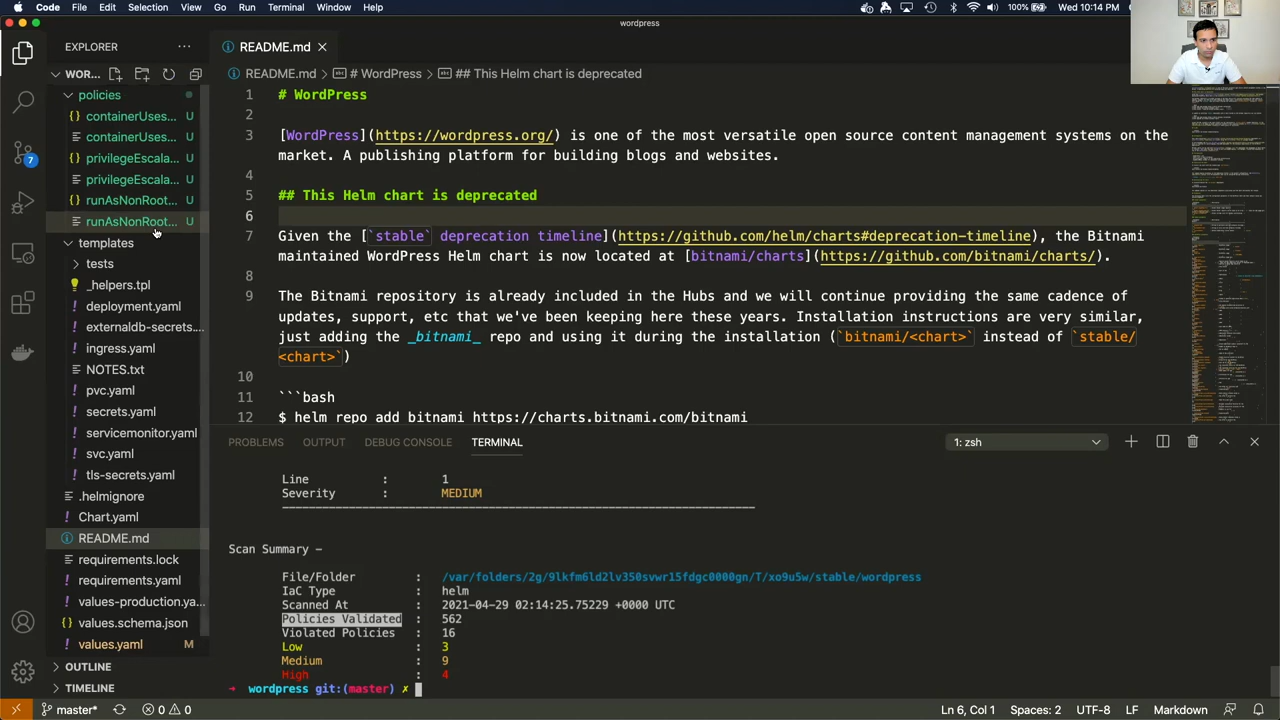 Code File Edit Selection View Go Run Terminal Window Help 100% Wed 10:14 PM
wordpress
EXPLORER
WOR...
policies
containerUses... U
containerUses... U
privilegeEscala... U
privilegeEscala... U
runAsNonRoot... U
runAsNonRoot... U
templates
tests
_helpers.tpl
deployment.yaml
externaldb-secrets....
ingress.yaml
NOTES.txt
pvc.yaml
secrets.yaml
servicemonitor.yaml
svc.yaml
tls-secrets.yaml
.helmignore
Chart.yaml
README.md
requirements.lock
requirements.yaml
values-production.ya...
values.schema.json
values.yaml M
OUTLINE
TIMELINE
7
README.md
README.md > # WordPress > ## This Helm chart is deprecated
1 # WordPress
2
3 [WordPress](https://wordpress.org/) is one of the most versatile open source content management systems on the
market. A publishing platform for building blogs and websites.
4
5 ## This Helm chart is deprecated
6
7 Given the [`stable` deprecation timeline](https://github.com/helm/charts#deprecation-timeline), the Bitnami
maintained WordPress Helm chart is now located at [bitnami/charts](https://github.com/bitnami/charts/).
8
9 The Bitnami repository is already included in the Hubs and we will continue providing the same cadence of
updates, support, etc that we've been keeping here these years. Installation instructions are very similar,
just adding the _bitnami_ repo and using it during the installation (`bitnami/<chart>` instead of `stable/
<chart>`)
10
11 ```bash
12 $ helm repo add bitnami https://charts.bitnami.com/bitnami
PROBLEMS OUTPUT DEBUG CONSOLE TERMINAL 1: zsh
Line : 1
Severity : MEDIUM
Scan Summary -
File/Folder : /var/folders/2g/9lkfm6ld2lv350svwr15fdgc0000gn/T/xo9u5w/stable/wordpress
IaC Type : helm
Scanned At : 2021-04-29 02:14:25.75229 +0000 UTC
Policies Validated : 562
Violated Policies : 16
Low : 3
Medium : 9
High : 4
→ wordpress git:(master) ✗
master* 0 0 Ln 6, Col 1 Spaces: 2 UTF-8 LF Markdown